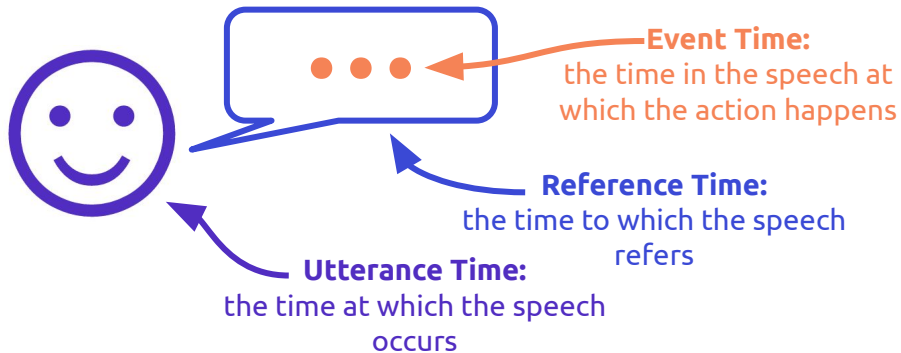 Event Time:
the time in the speech at
which the action happens
Reference Time:
the time to which the speech
refers
Utterance Time:
the time at which the speech
occurs